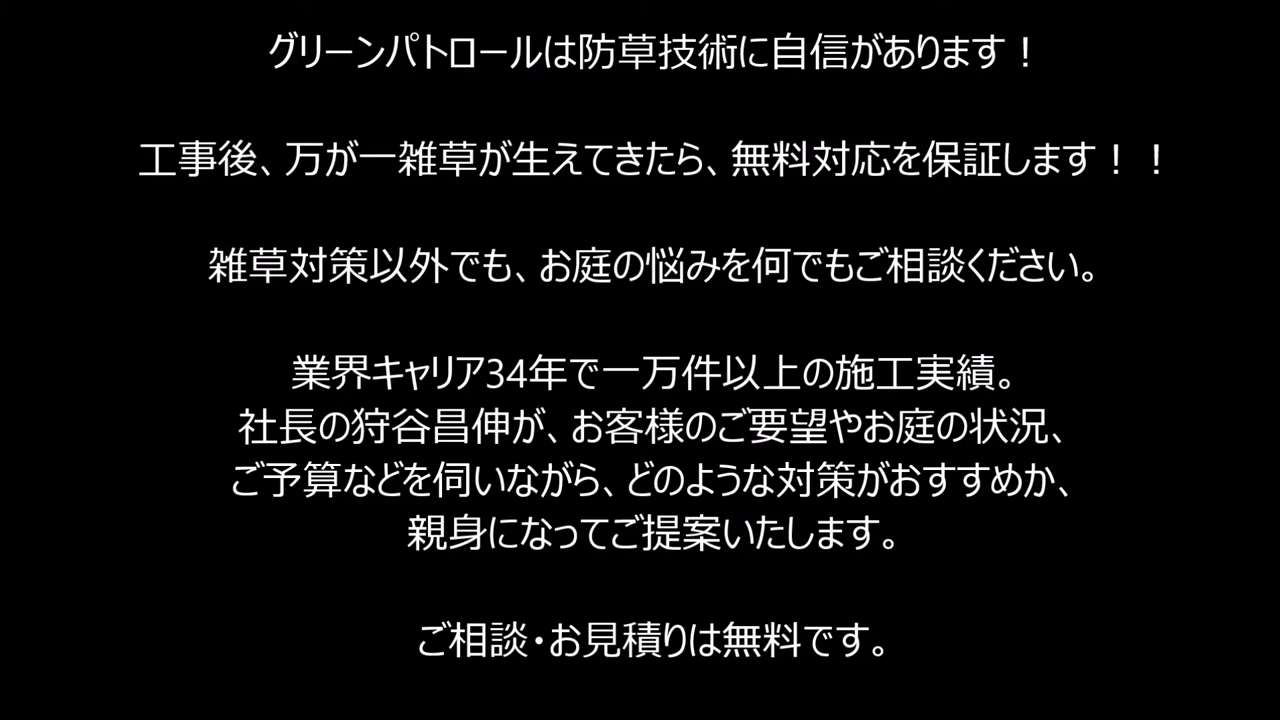 グリーンパトロールは防草技術に自信があります！
工事後、万が一雑草が生えてきたら、無料対応を保証します！！
雑草対策以外でも、お庭の悩みを何でもご相談ください。
業界キャリア34年で一万件以上の施工実績。
社長の狩谷昌伸が、お客様のご要望やお庭の状況、
ご予算などを伺いながら、どのような対策がおすすめか、
親身になってご提案いたします。
ご相談・お見積りは無料です。